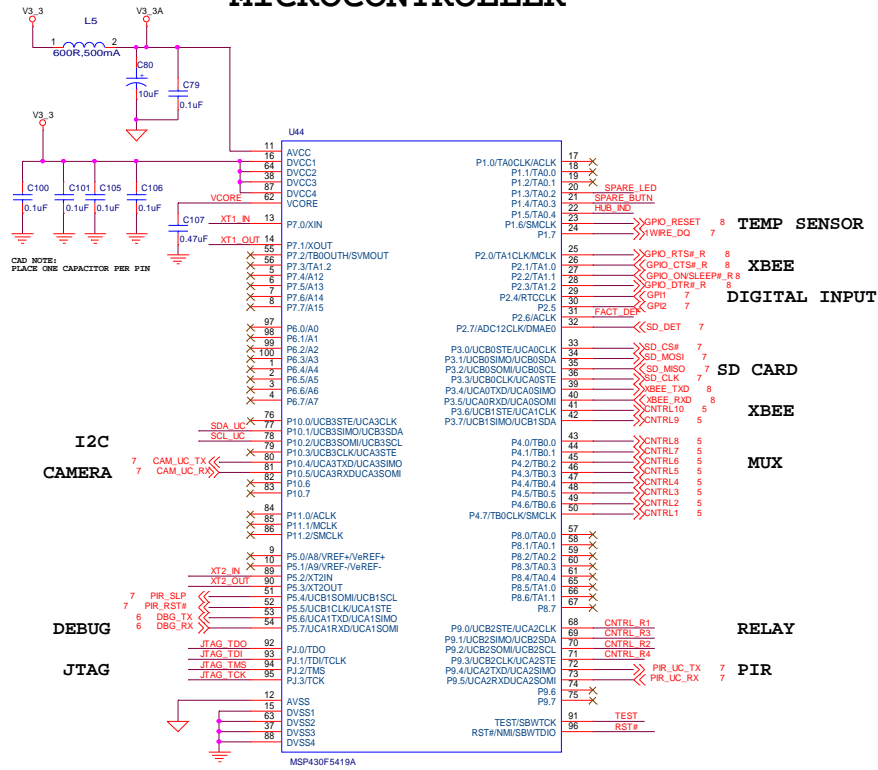 MICROCONTROLLER
V3_3
V3_3A
L5
1
2
600R,500mA
C80
10uF
C79
0.1uF
V3_3
C100
0.1uF
C101
0.1uF
C105
0.1uF
C106
0.1uF
C107
0.47uF
CAD NOTE:
PLACE ONE CAPACITOR PER PIN
U44
11 AVCC
16 DVCC1
64 DVCC2
38 DVCC3
87 DVCC4
VCORE 62 VCORE
XT1_IN 13 P7.0/XIN
XT1_OUT 14 P7.1/XOUT
55 P7.2/TB0OUTH/SVMOUT
56 P7.3/TA1.2
5 P7.4/A12
6 P7.5/A13
7 P7.6/A14
8 P7.7/A15
97 P6.0/A0
98 P6.1/A1
99 P6.2/A2
100 P6.3/A3
1 P6.4/A4
2 P6.5/A5
3 P6.6/A6
4 P6.7/A7
76 P10.0/UCB3STE/UCA3CLK
I2C
SDA_UC 77 P10.1/UCB3SIMO/UCB3SDA
SCL_UC 78 P10.2/UCB3SOMI/UCB3SCL
79 P10.3/UCB3CLK/UCA3STE
CAMERA
7 CAM_UC_TX 80 P10.4/UCA3TXD/UCA3SIMO
7 CAM_UC_RX 81 P10.5/UCA3RXDUCA3SOMI
82 P10.6
83 P10.7
84 P11.0/ACLK
85 P11.1/MCLK
86 P11.2/SMCLK
9 P5.0/A8/VREF+/VeREF+
10 P5.1/A9/VREF-/VeREF-
XT2_IN 89 P5.2/XT2IN
XT2_OUT 90 P5.3/XT2OUT
7 PIR_SLP 51 P5.4/UCB1SOMI/UCB1SCL
7 PIR_RST# 52 P5.5/UCB1CLK/UCA1STE
DEBUG
6 DBG_TX 53 P5.6/UCA1TXD/UCA1SIMO
6 DBG_RX 54 P5.7/UCA1RXD/UCA1SOMI
JTAG
JTAG_TDO 92 PJ.0/TDO
JTAG_TDI 93 PJ.1/TDI/TCLK
JTAG_TMS 94 PJ.2/TMS
JTAG_TCK 95 PJ.3/TCK
12 AVSS
15 DVSS1
63 DVSS2
37 DVSS3
88 DVSS4
P1.0/TA0CLK/ACLK 17
P1.1/TA0.0 18
P1.2/TA0.1 19
P1.3/TA0.2 20 SPARE_LED
P1.4/TA0.3 21 SPARE_BUTN
P1.5/TA0.4 22 HUB_IND
P1.6/SMCLK 23 GPIO_RESET 8
P1.7 24 1WIRE_DQ 7
TEMP SENSOR
P2.0/TA1CLK/MCLK 25 GPIO_RTS#_R 8
P2.1/TA1.0 26 GPIO_CTS#_R 8
P2.2/TA1.1 27 GPIO_ON/SLEEP#_R 8
P2.3/TA1.2 28 GPIO_DTR#_R 8
XBEE
P2.4/RTCCLK 29 GPI1 7
P2.5 30 GPI2 7
DIGITAL INPUT
P2.6/ACLK 31 FACT_DEF
P2.7/ADC12CLK/DMAE0 32 SD_DET 7
P3.0/UCB0STE/UCA0CLK 33 SD_CS# 7
P3.1/UCB0SIMO/UCB0SDA 34 SD_MOSI 7
P3.2/UCB0SOMI/UCB0SCL 35 SD_MISO 7
P3.3/UCB0CLK/UCA0STE 36 SD_CLK 7
SD CARD
P3.4/UCA0TXD/UCA0SIMO 39 XBEE_TXD 8
P3.5/UCA0RXD/UCA0SOMI 40 XBEE_RXD 8
XBEE
P3.6/UCB1STE/UCA1CLK 41 CNTRL10 5
P3.7/UCB1SIMO/UCB1SDA 42 CNTRL9 5
P4.0/TB0.0 43 CNTRL8 5
P4.1/TB0.1 44 CNTRL7 5
P4.2/TB0.2 45 CNTRL6 5
P4.3/TB0.3 46 CNTRL5 5
P4.4/TB0.4 47 CNTRL4 5
P4.5/TB0.5 48 CNTRL3 5
P4.6/TB0.6 49 CNTRL2 5
P4.7/TB0CLK/SMCLK 50 CNTRL1 5
MUX
P8.0/TA0.0 57
P8.1/TA0.1 58
P8.2/TA0.2 59
P8.3/TA0.3 60
P8.4/TA0.4 61
P8.5/TA1.0 65
P8.6/TA1.1 66
P8.7 67
P9.0/UCB2STE/UCA2CLK 68 CNTRL_R1
P9.1/UCB2SIMO/UCB2SDA 69 CNTRL_R3
P9.2/UCB2SOMI/UCB2SCL 70 CNTRL_R2
P9.3/UCB2CLK/UCA2STE 71 CNTRL_R4
RELAY
P9.4/UCA2TXD/UCA2SIMO 72 PIR_UC_TX 7
P9.5/UCA2RXDUCA2SOMI 73 PIR_UC_RX 7
PIR
P9.6 74
P9.7 75
TEST/SBWTCK 91 TEST
RST#/NMI/SBWTDIO 96 RST#
MSP430F5419A